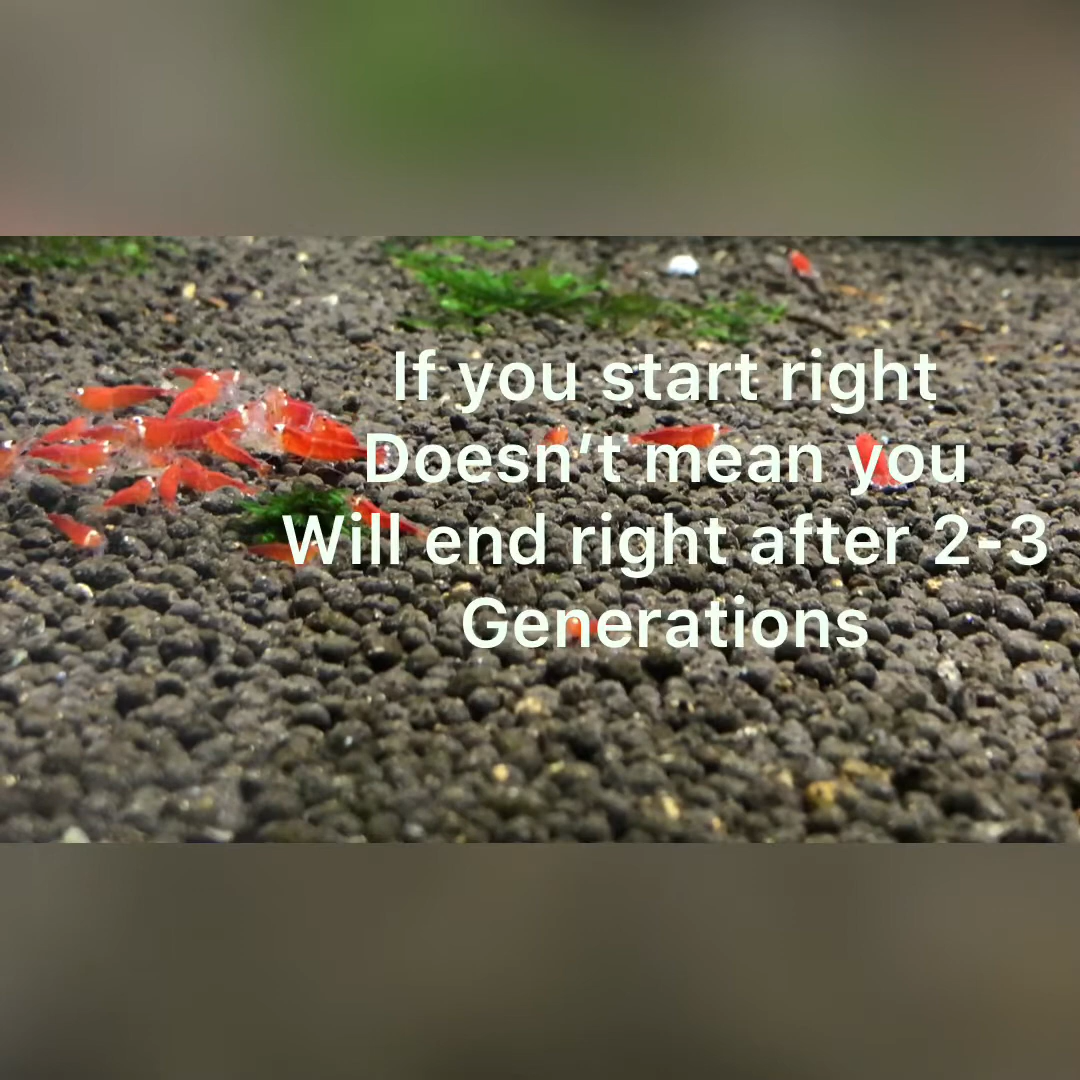 If you start right
Doesn’t mean you
Will end right after 2-3
Generations